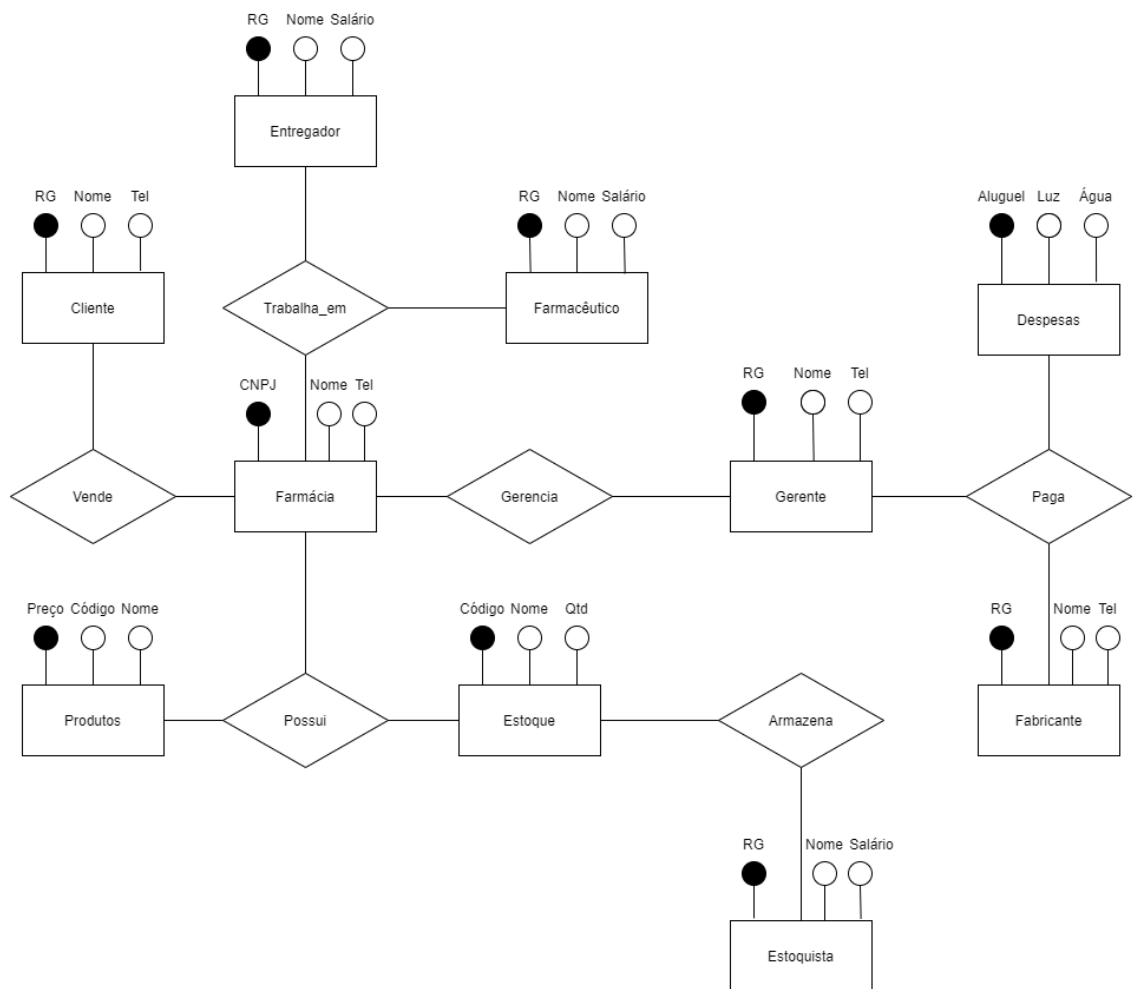 RG Nome Salário
Entregador
RG Nome Tel
RG Nome Salário
Aluguel Luz Água
Cliente
Trabalha_em
Farmacêutico
Despesas
CNPJ Nome Tel
RG Nome Tel
Vende
Farmácia
Gerencia
Gerente
Paga
Preço Código Nome
Código Nome Qtd
RG Nome Tel
Produtos
Possui
Estoque
Armazena
Fabricante
RG Nome Salário
Estoquista